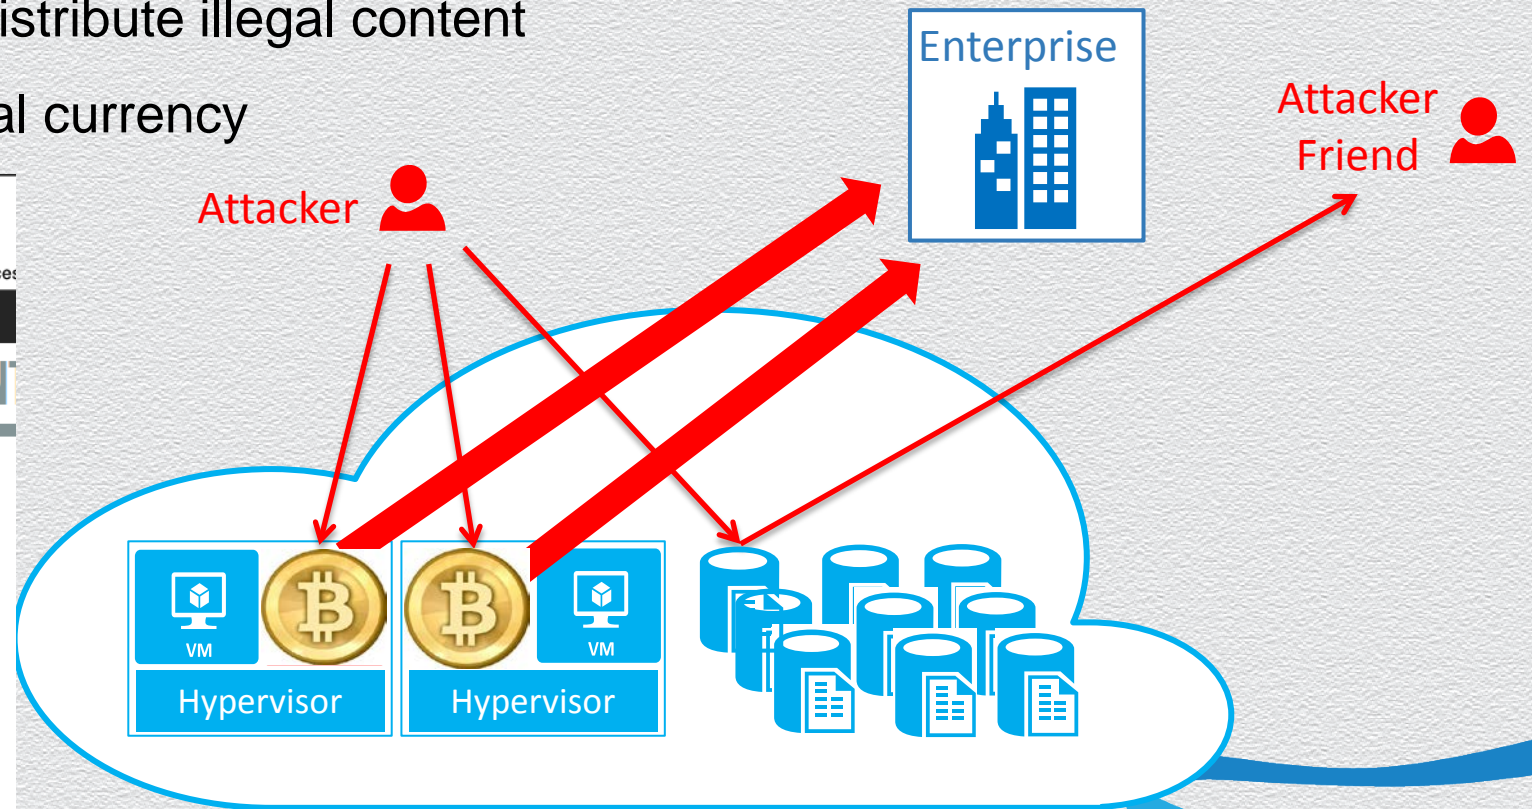 istribute illegal content
al currency
Enterprise
Attacker
Friend
Attacker
VM
VM
Hypervisor
Hypervisor